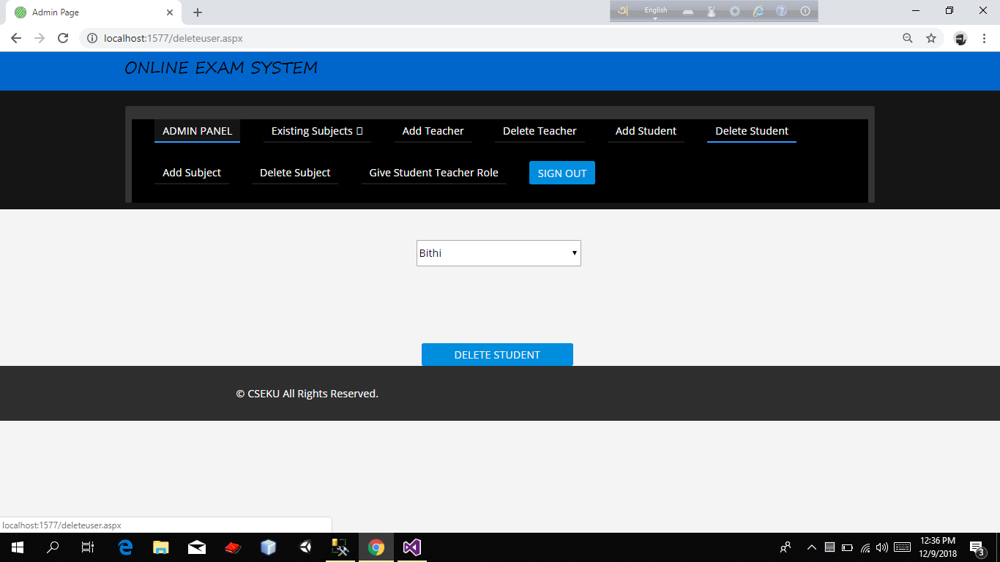 Admin Page
English
localhost:1577/deleteuser.aspx
ONLINE EXAM SYSTEM
ADMIN PANEL Existing Subjects Add Teacher Delete Teacher Add Student Delete Student
Add Subject Delete Subject Give Student Teacher Role SIGN OUT
Bithi
DELETE STUDENT
© CSEKU All Rights Reserved.
localhost:1577/deleteuser.aspx
12:36 PM
12/9/2018
3